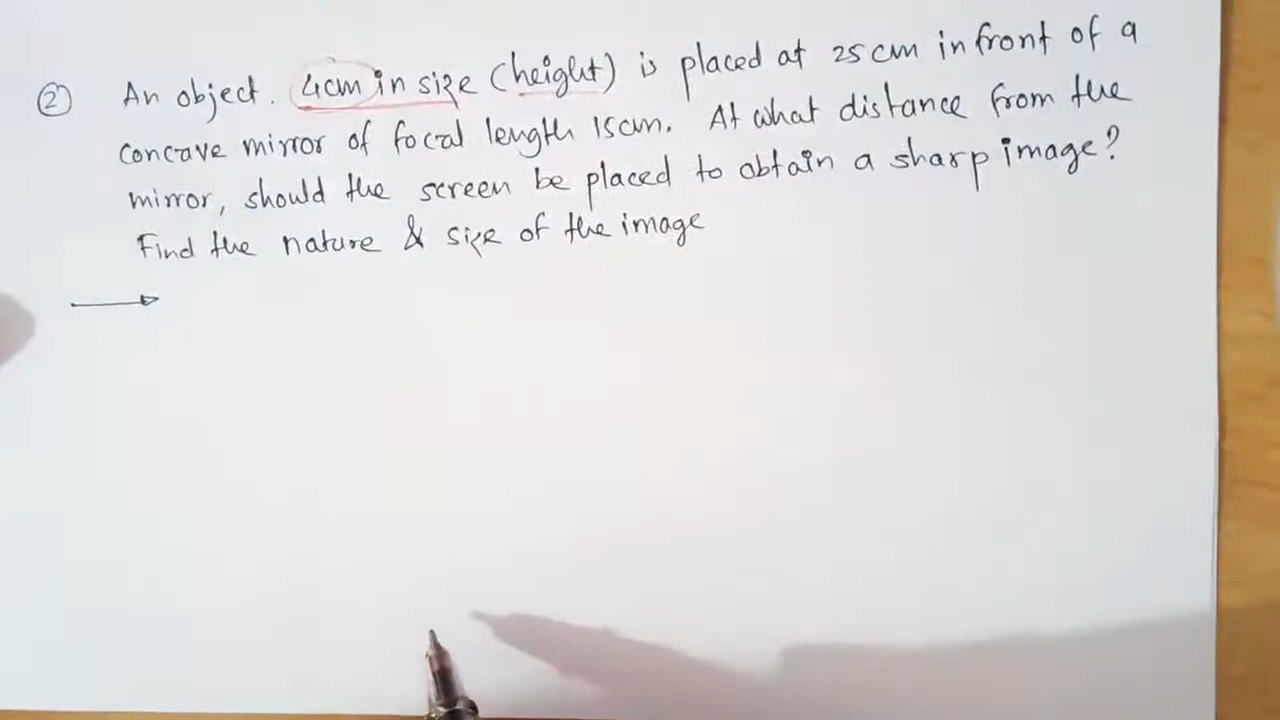 ② An object. 4cm in size (height) is placed at 25 cm in front of a
concave mirror of focal length 15cm. At what distance from the
mirror, should the screen be placed to obtain a sharp image?
Find the nature & size of the image